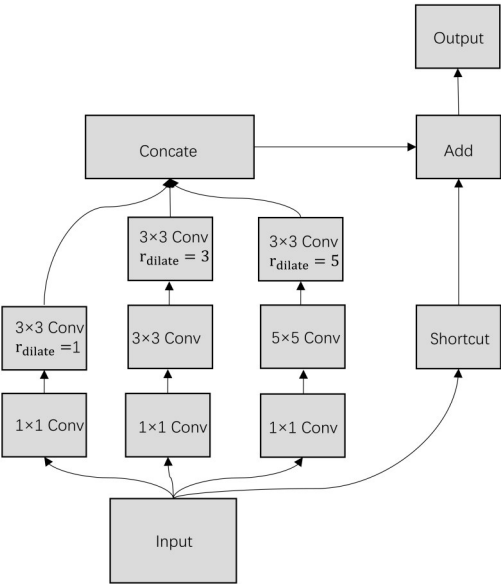 Output
Concate
Add
3×3 Conv
r_dilate = 3
3×3 Conv
r_dilate = 5
3×3 Conv
r_dilate =1
3×3 Conv
5×5 Conv
Shortcut
1×1 Conv
1×1 Conv
1×1 Conv
Input